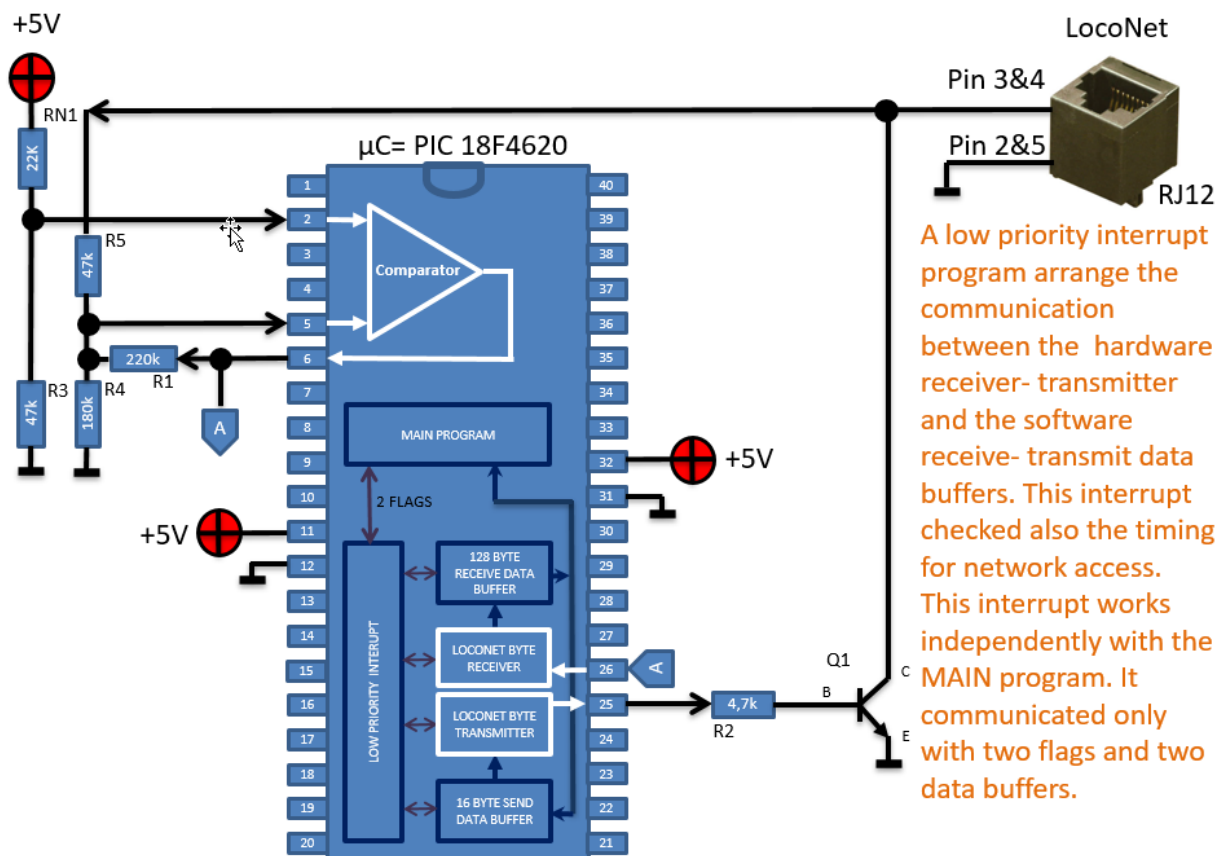 +5V
LocoNet
RN1
Pin 3&4
22K
µC= PIC 18F4620
Pin 2&5
RJ12
1
2
3
4
5
6
7
8
9
10
11
12
13
14
15
16
17
18
19
20
40
39
38
37
36
35
34
33
32
31
30
29
28
27
26
25
24
23
22
21
Comparator
R5
47k
220k
R1
R3
47k
R4
180k
A
MAIN PROGRAM
2 FLAGS
+5V
+5V
LOW PRIORITY INTERUPT
128 BYTE
RECEIVE DATA
BUFFER
LOCONET BYTE
RECEIVER
LOCONET BYTE
TRANSMITTER
16 BYTE SEND
DATA BUFFER
A
4,7k
R2
Q1
B
C
E
A low priority interrupt
program arrange the
communication
between the hardware
receiver- transmitter
and the software
receive- transmit data
buffers. This interrupt
checked also the timing
for network access.
This interrupt works
independently with the
MAIN program. It
communicated only
with two flags and two
data buffers.